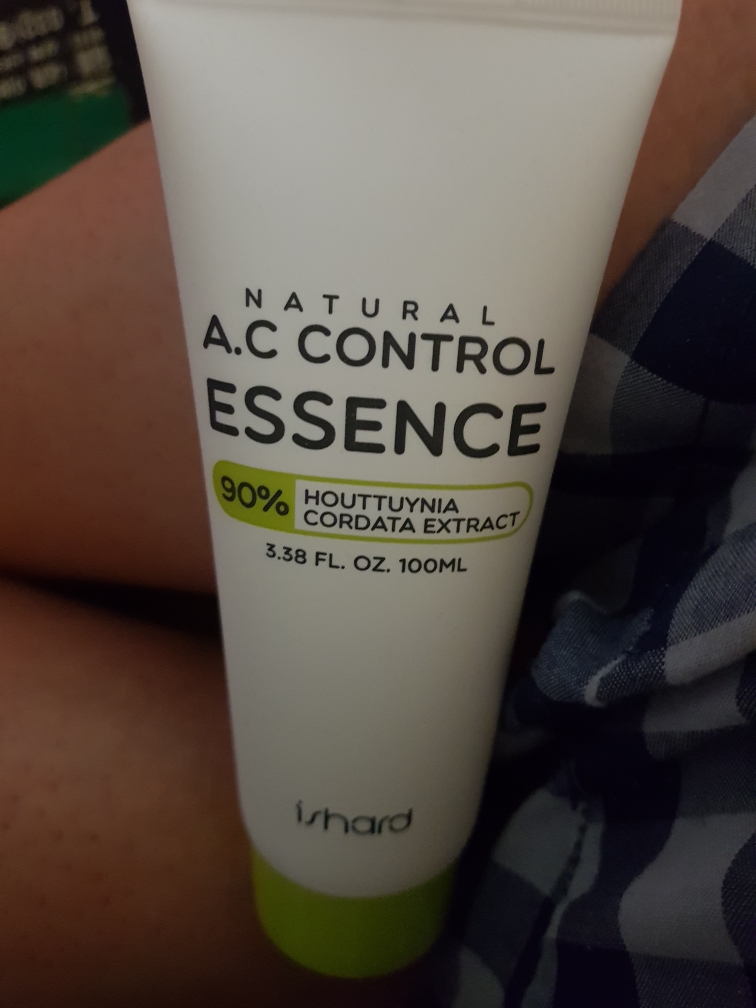 NATURAL
A.C CONTROL
ESSENCE
90% HOUTTUYNIA
CORDATA EXTRACT
3.38 FL. OZ. 100ML
ishard